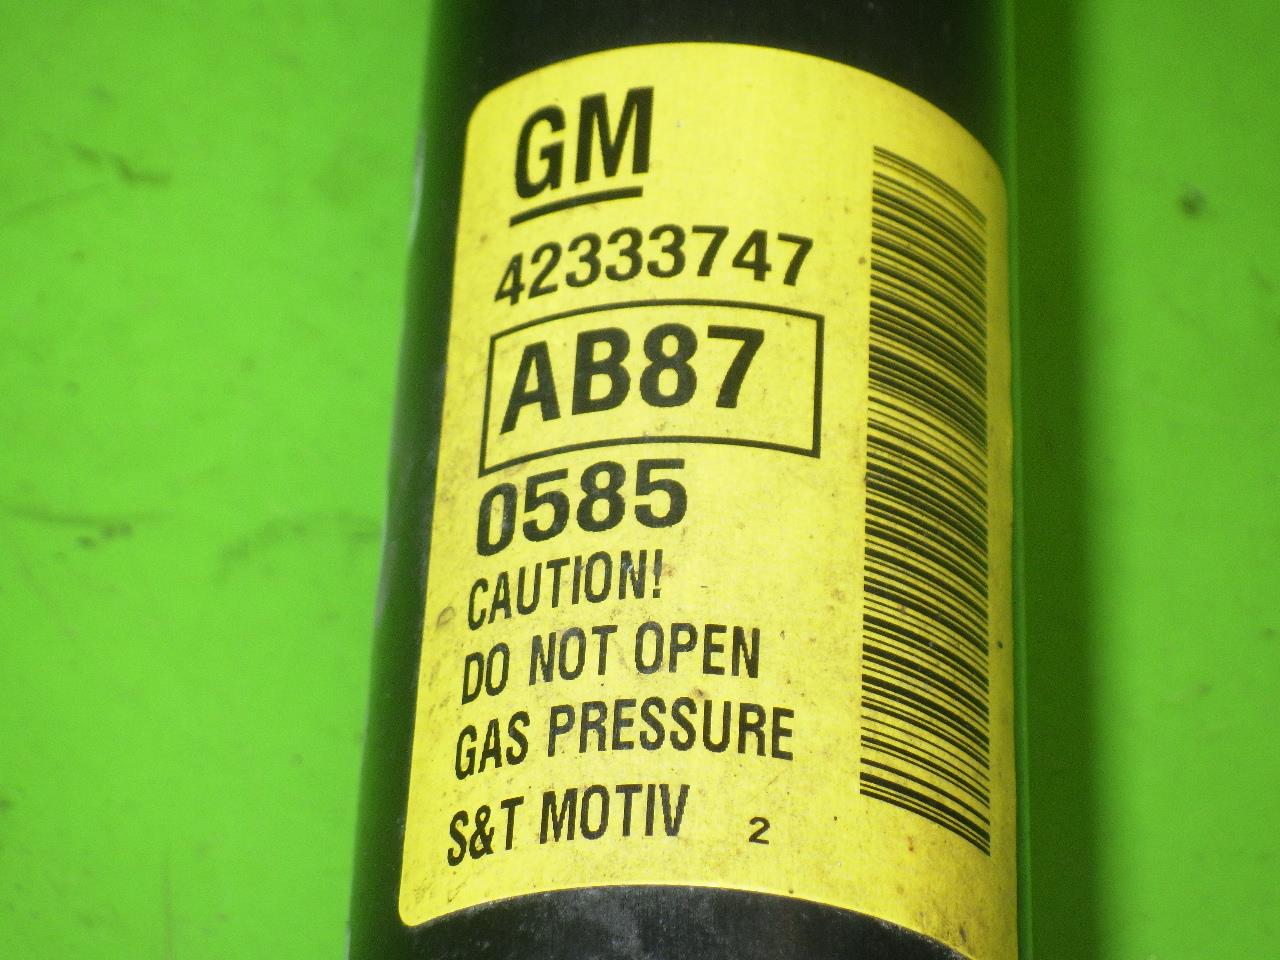 GM
42333747
AB87
0585
CAUTION!
DO NOT OPEN
GAS PRESSURE
S&T MOTIV 2